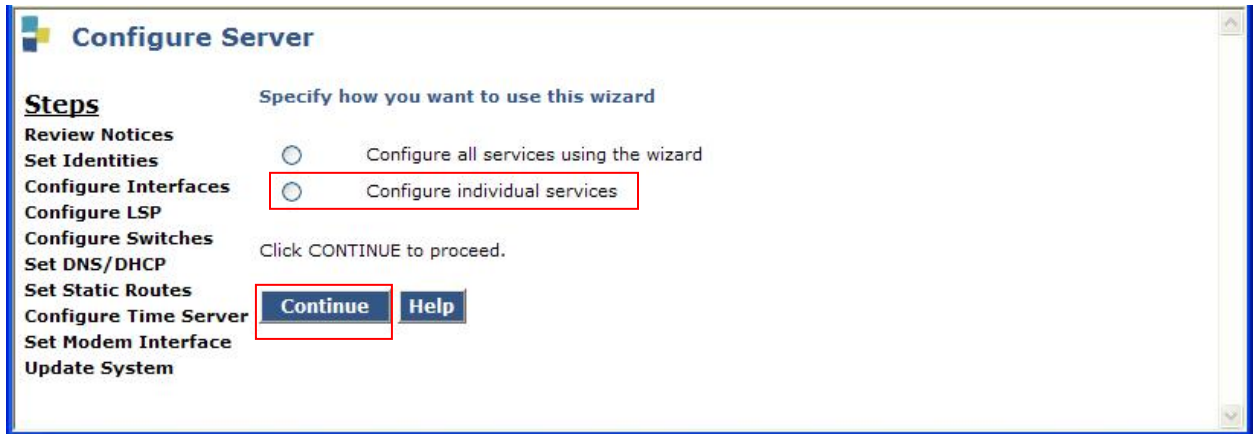 Configure Server
Steps
Review Notices
Set Identities
Configure Interfaces
Configure LSP
Configure Switches
Set DNS/DHCP
Set Static Routes
Configure Time Server
Set Modem Interface
Update System
Specify how you want to use this wizard
Configure all services using the wizard
Configure individual services
Click CONTINUE to proceed.
Continue Help